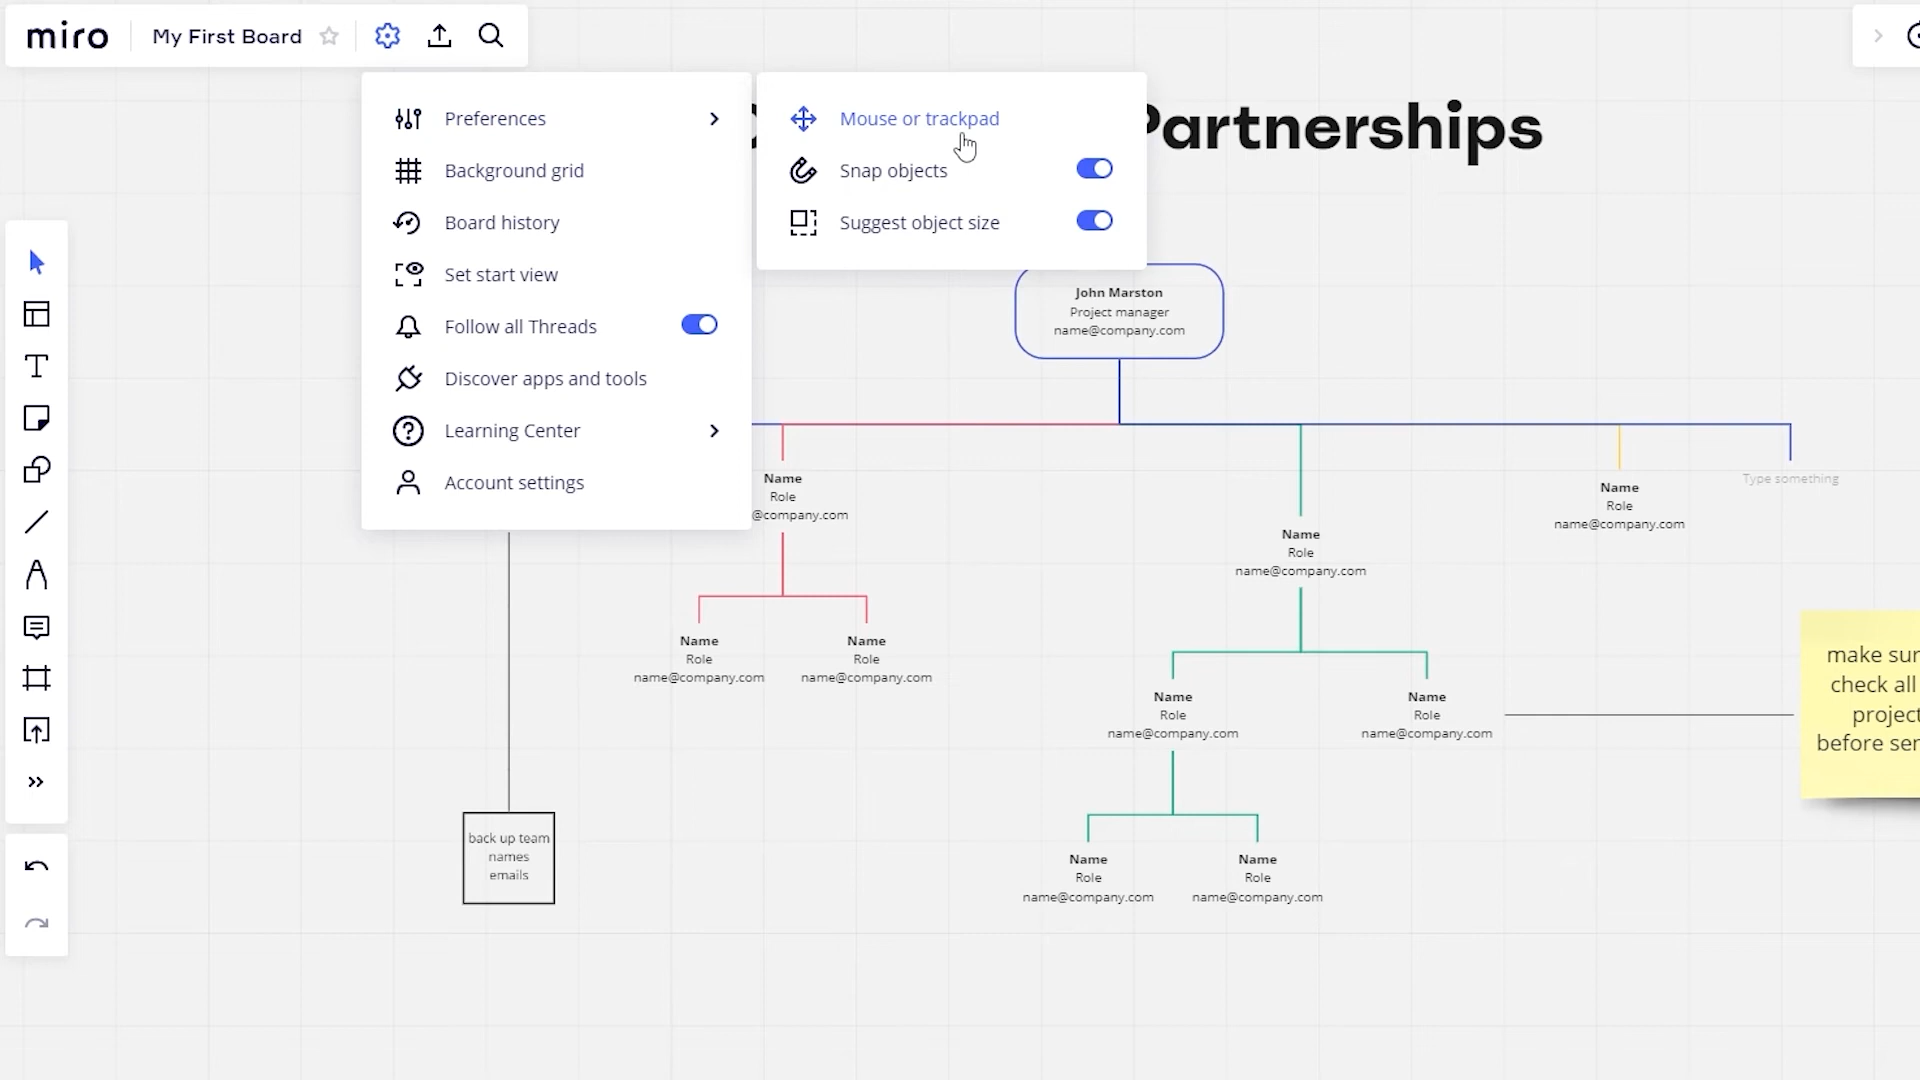 miro
My First Board
Preferences
Background grid
Board history
Set start view
Follow all Threads
Discover apps and tools
Learning Center
Account settings
Mouse or trackpad
Snap objects
Suggest object size
Partnerships
John Marston
Project manager
name@company.com
Name
Role
@company.com
Name
Role
name@company.com
Name
Role
name@company.com
Name
Role
name@company.com
Name
Role
name@company.com
Type something
Name
Role
name@company.com
Name
Role
name@company.com
Name
Role
name@company.com
Name
Role
name@company.com
back up team
names
emails
make sur
check all
project
before ser